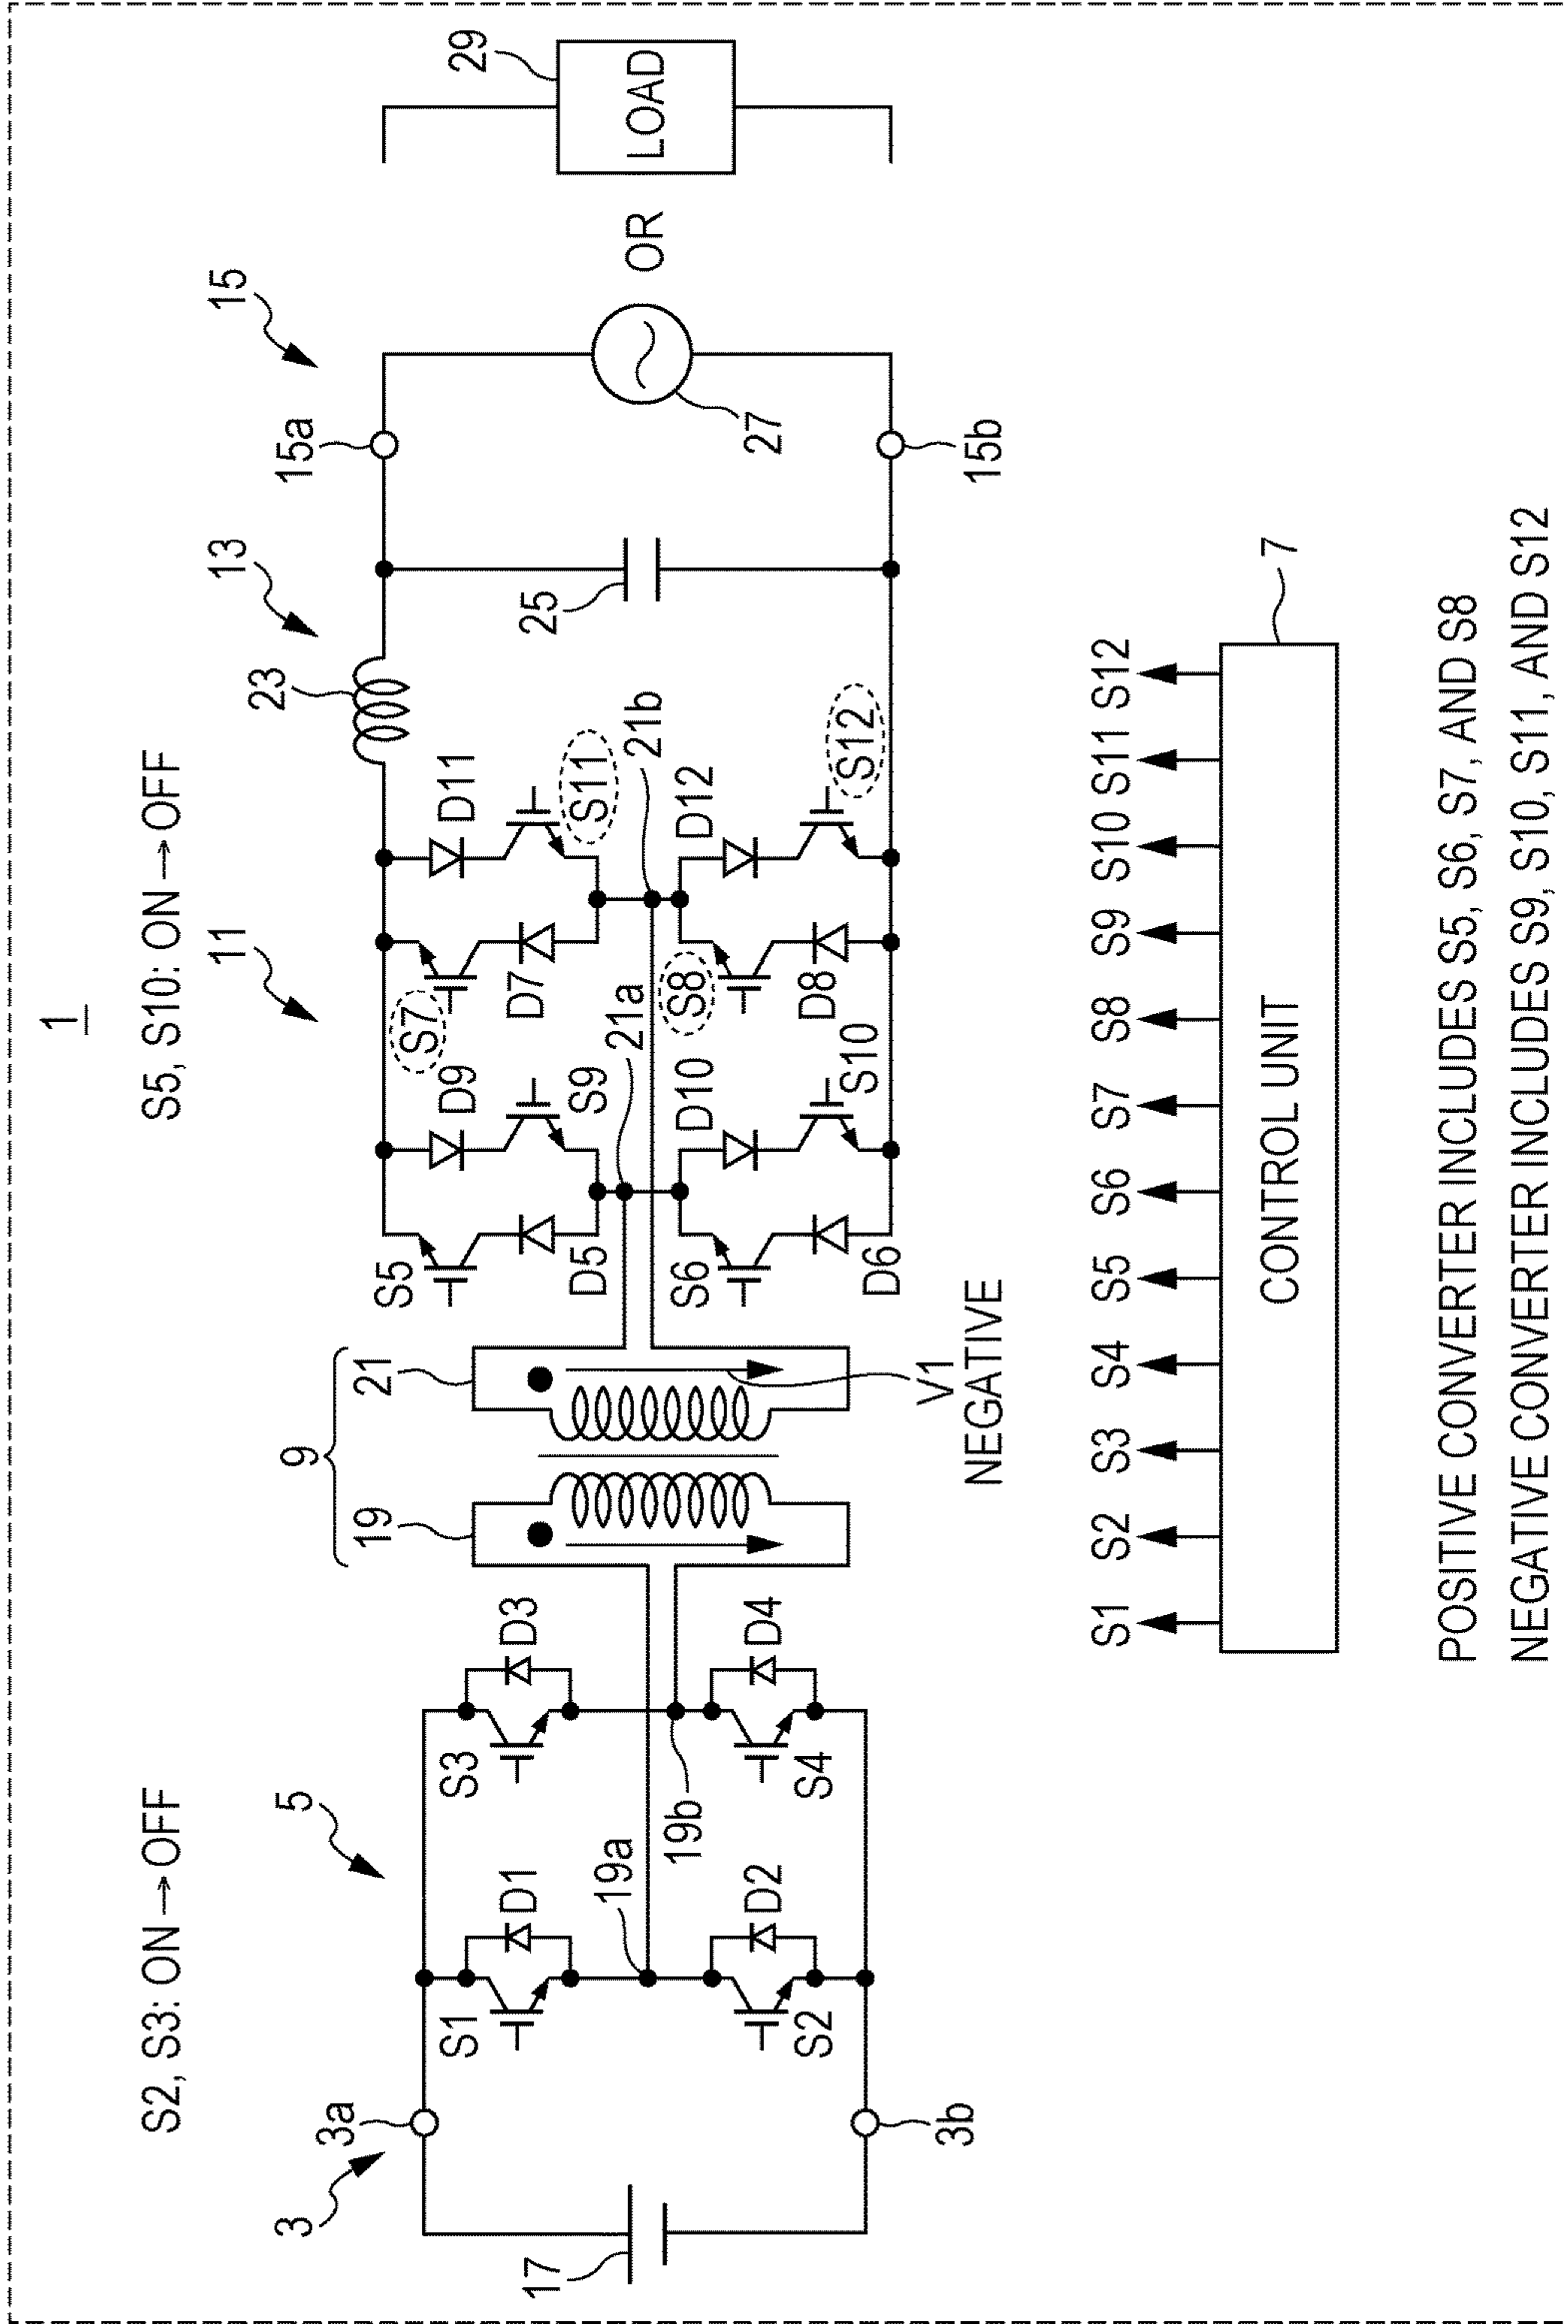 1
S2, S3: ON→OFF
S5, S10: ON→OFF
3
3a
5
9
11
13
15
15a
29
19
21
23
S1
D1
S3
D3
S5
D9
S7
D11
D5
S9
D7
S11
17
19a
19b
21a
21b
25
27
OR
LOAD
S2
D2
S4
D4
S6
D10
S8
D12
D6
S10
D8
S12
3b
V1
NEGATIVE
15b
S1 S2 S3 S4 S5 S6 S7 S8 S9 S10 S11 S12
CONTROL UNIT
7
POSITIVE CONVERTER INCLUDES S5, S6, S7, AND S8
NEGATIVE CONVERTER INCLUDES S9, S10, S11, AND S12